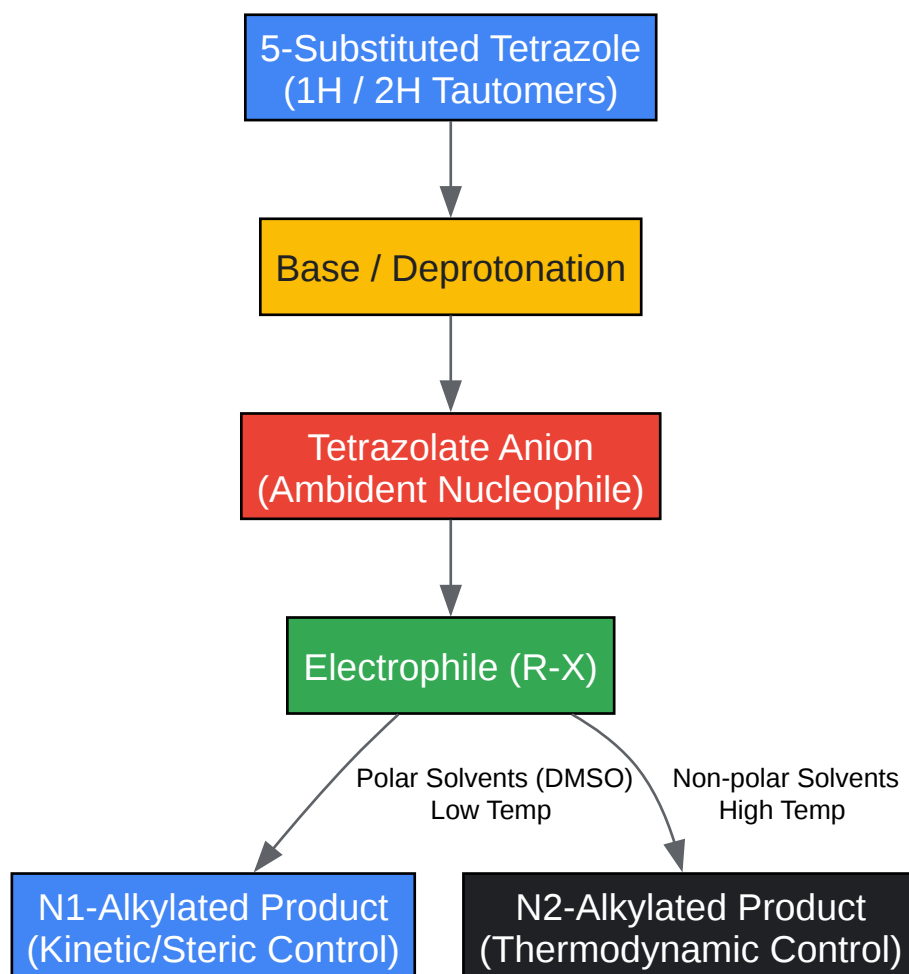 5-Substituted Tetrazole
(1H / 2H Tautomers)
Base / Deprotonation
Tetrazolate Anion
(Ambident Nucleophile)
Electrophile (R-X)
Polar Solvents (DMSO)
Low Temp
Non-polar Solvents
High Temp
N1-Alkylated Product
(Kinetic/Steric Control)
N2-Alkylated Product
(Thermodynamic Control)